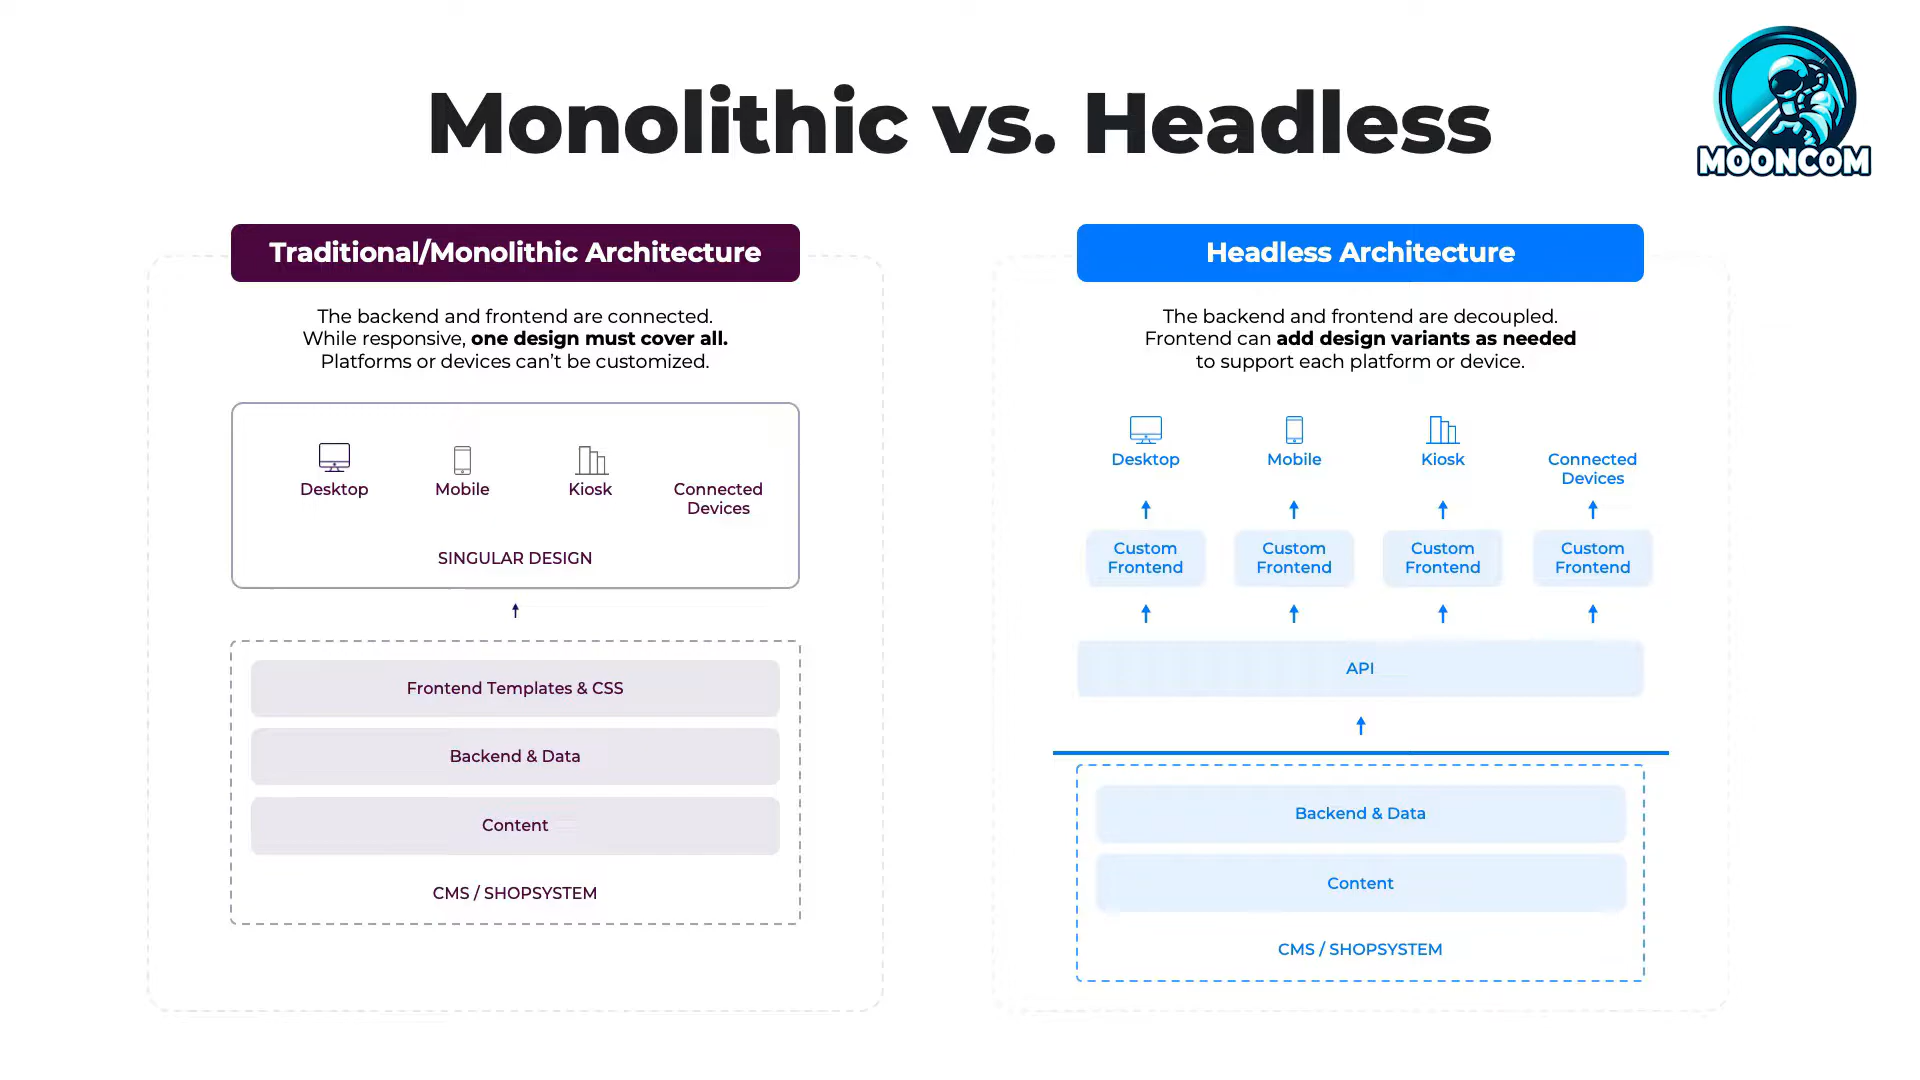 Monolithic vs. Headless
MOONCOM
Traditional/Monolithic Architecture
The backend and frontend are connected.
While responsive, one design must cover all.
Platforms or devices can’t be customized.
Desktop
Mobile
Kiosk
Connected
Devices
SINGULAR DESIGN
Frontend Templates & CSS
Backend & Data
Content
CMS / SHOPSYSTEM
Headless Architecture
The backend and frontend are decoupled.
Frontend can add design variants as needed
to support each platform or device.
Desktop
Mobile
Kiosk
Connected
Devices
Custom
Frontend
Custom
Frontend
Custom
Frontend
Custom
Frontend
API
Backend & Data
Content
CMS / SHOPSYSTEM